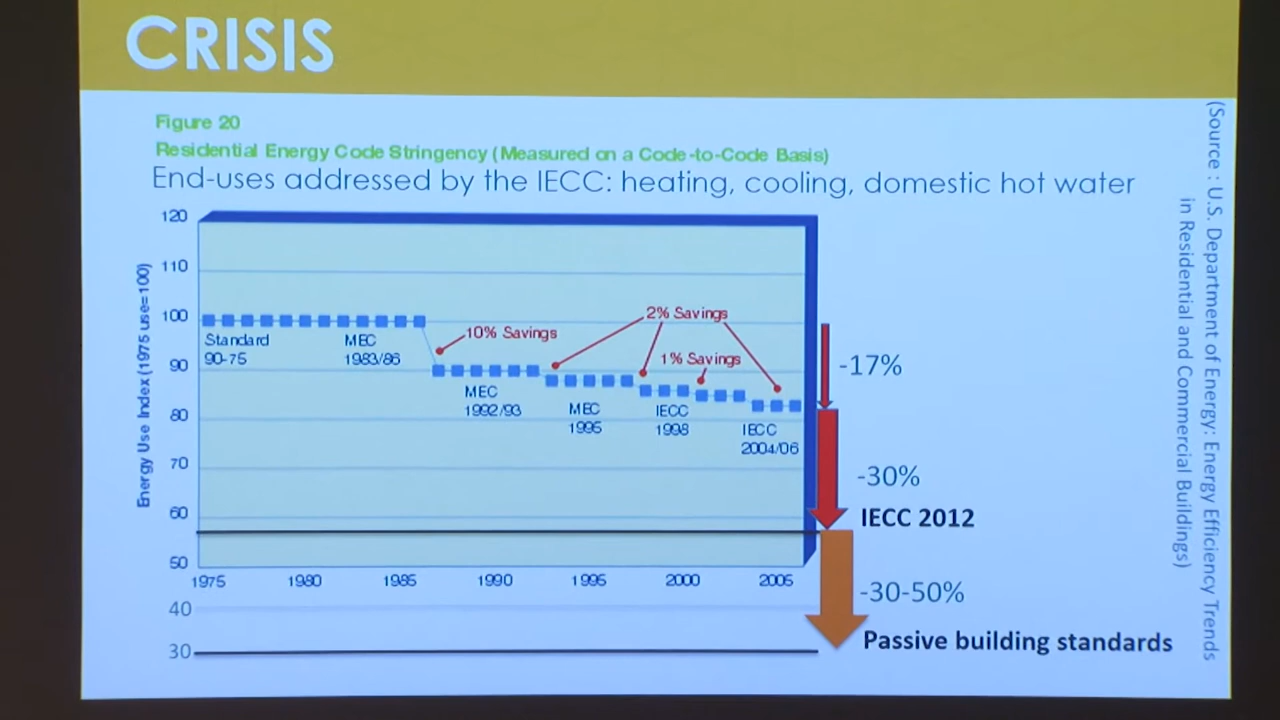 CRISIS
Figure 20
Residential Energy Code Stringency (Measured on a Code-to-Code Basis)
End-uses addressed by the IECC: heating, cooling, domestic hot water
Energy Use Index (1975 use=100)
120
110
100
90
80
70
60
50
40
30
Standard
90-75
MEC
1983/86
10% Savings
MEC
1992/93
2% Savings
1% Savings
MEC
1995
IECC
1998
IECC
2004/06
1975
1980
1985
1990
1995
2000
2005
-17%
-30%
IECC 2012
-30-50%
Passive building standards
(Source : U.S. Department of Energy: Energy Efficiency Trends
in Residential and Commercial Buildings)